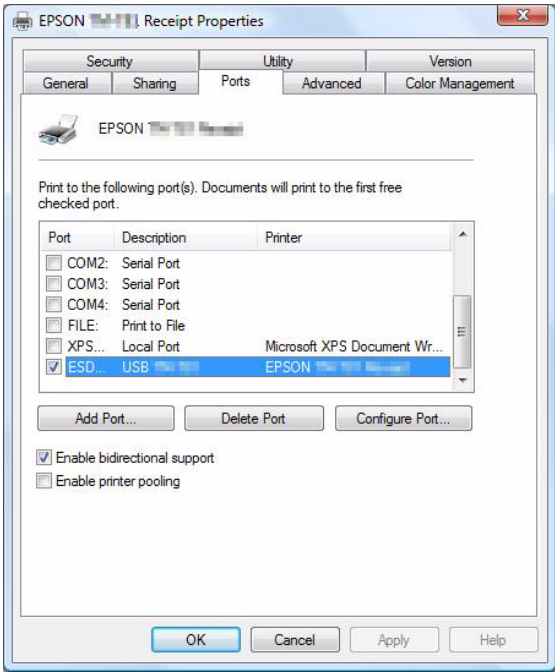 EPSON Receipt Properties
Security Utility Version
General Sharing Ports Advanced Color Management
EPSON
Print to the following port(s). Documents will print to the first free
checked port.
Port Description Printer
COM2: Serial Port
COM3: Serial Port
COM4: Serial Port
FILE: Print to File
XPS... Local Port Microsoft XPS Document Wr...
ESD... USB EPSON
Add Port... Delete Port Configure Port...
Enable bidirectional support
Enable printer pooling
OK Cancel Apply Help